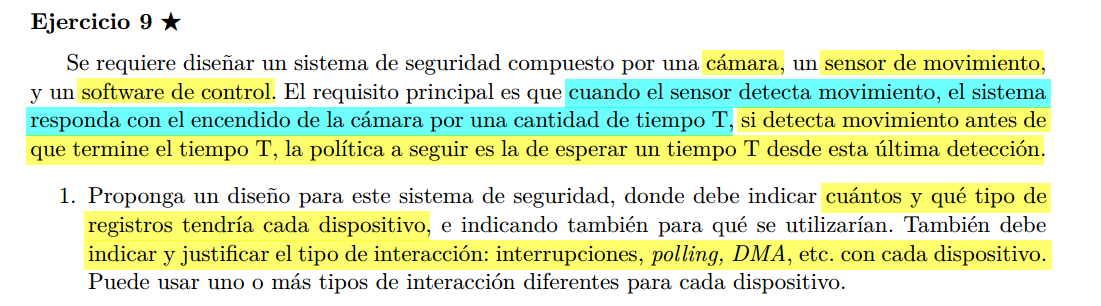 Ejercicio 9 ★
Se requiere diseñar un sistema de seguridad compuesto por una cámara, un sensor de movimiento,
y un software de control. El requisito principal es que cuando el sensor detecta movimiento, el sistema
responda con el encendido de la cámara por una cantidad de tiempo T, si detecta movimiento antes de
que termine el tiempo T, la política a seguir es la de esperar un tiempo T desde esta última detección.
1. Proponga un diseño para este sistema de seguridad, donde debe indicar cuántos y qué tipo de
registros tendría cada dispositivo, e indicando también para qué se utilizarían. También debe
indicar y justificar el tipo de interacción: interrupciones, polling, DMA, etc. con cada dispositivo.
Puede usar uno o más tipos de interacción diferentes para cada dispositivo.